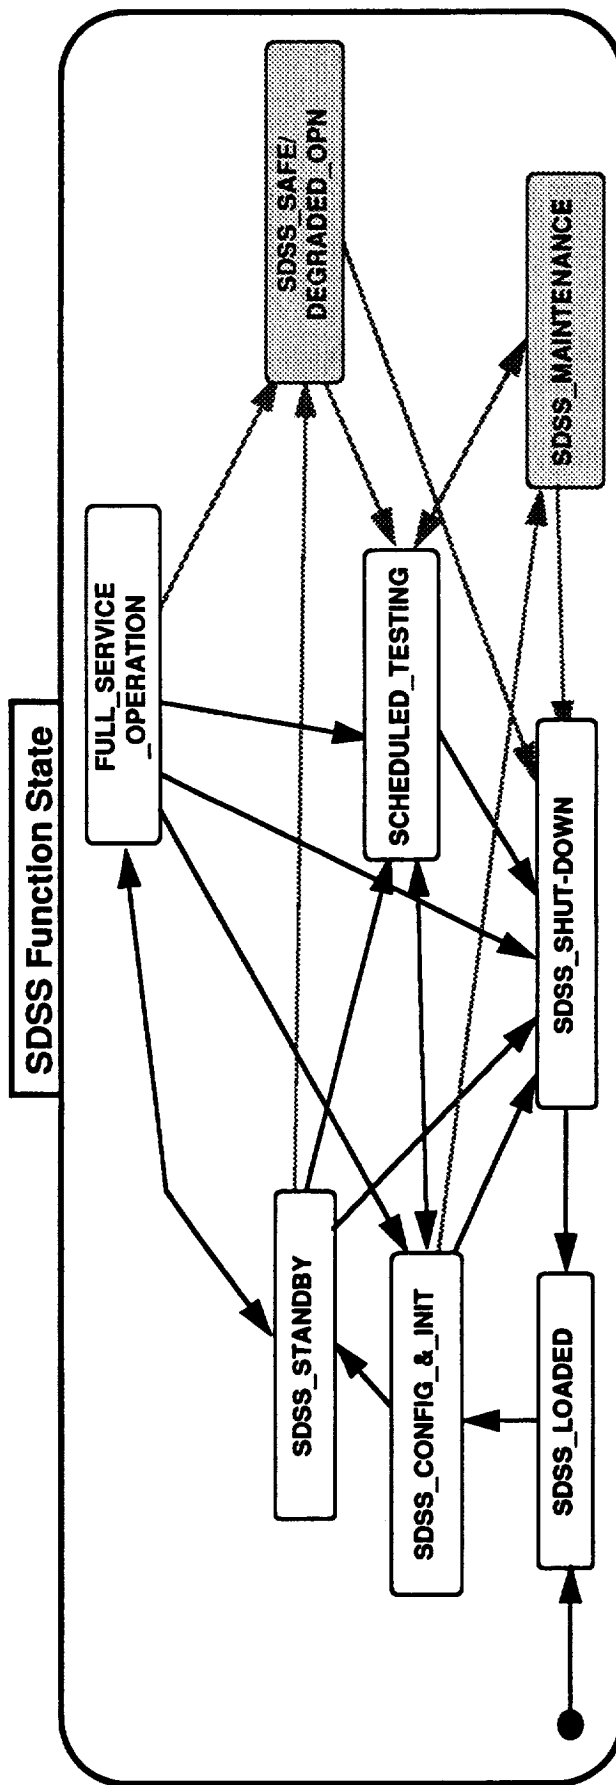 SDSS Function State
FULL_SERVICE
_OPERATION
SDSS_SAFE/
DEGRADED_OPN
SDSS_STANDBY
SCHEDULED_TESTING
SDSS_CONFIG_&_INIT
SDSS_MAINTENANCE
SDSS_LOADED
SDSS_SHUT-DOWN